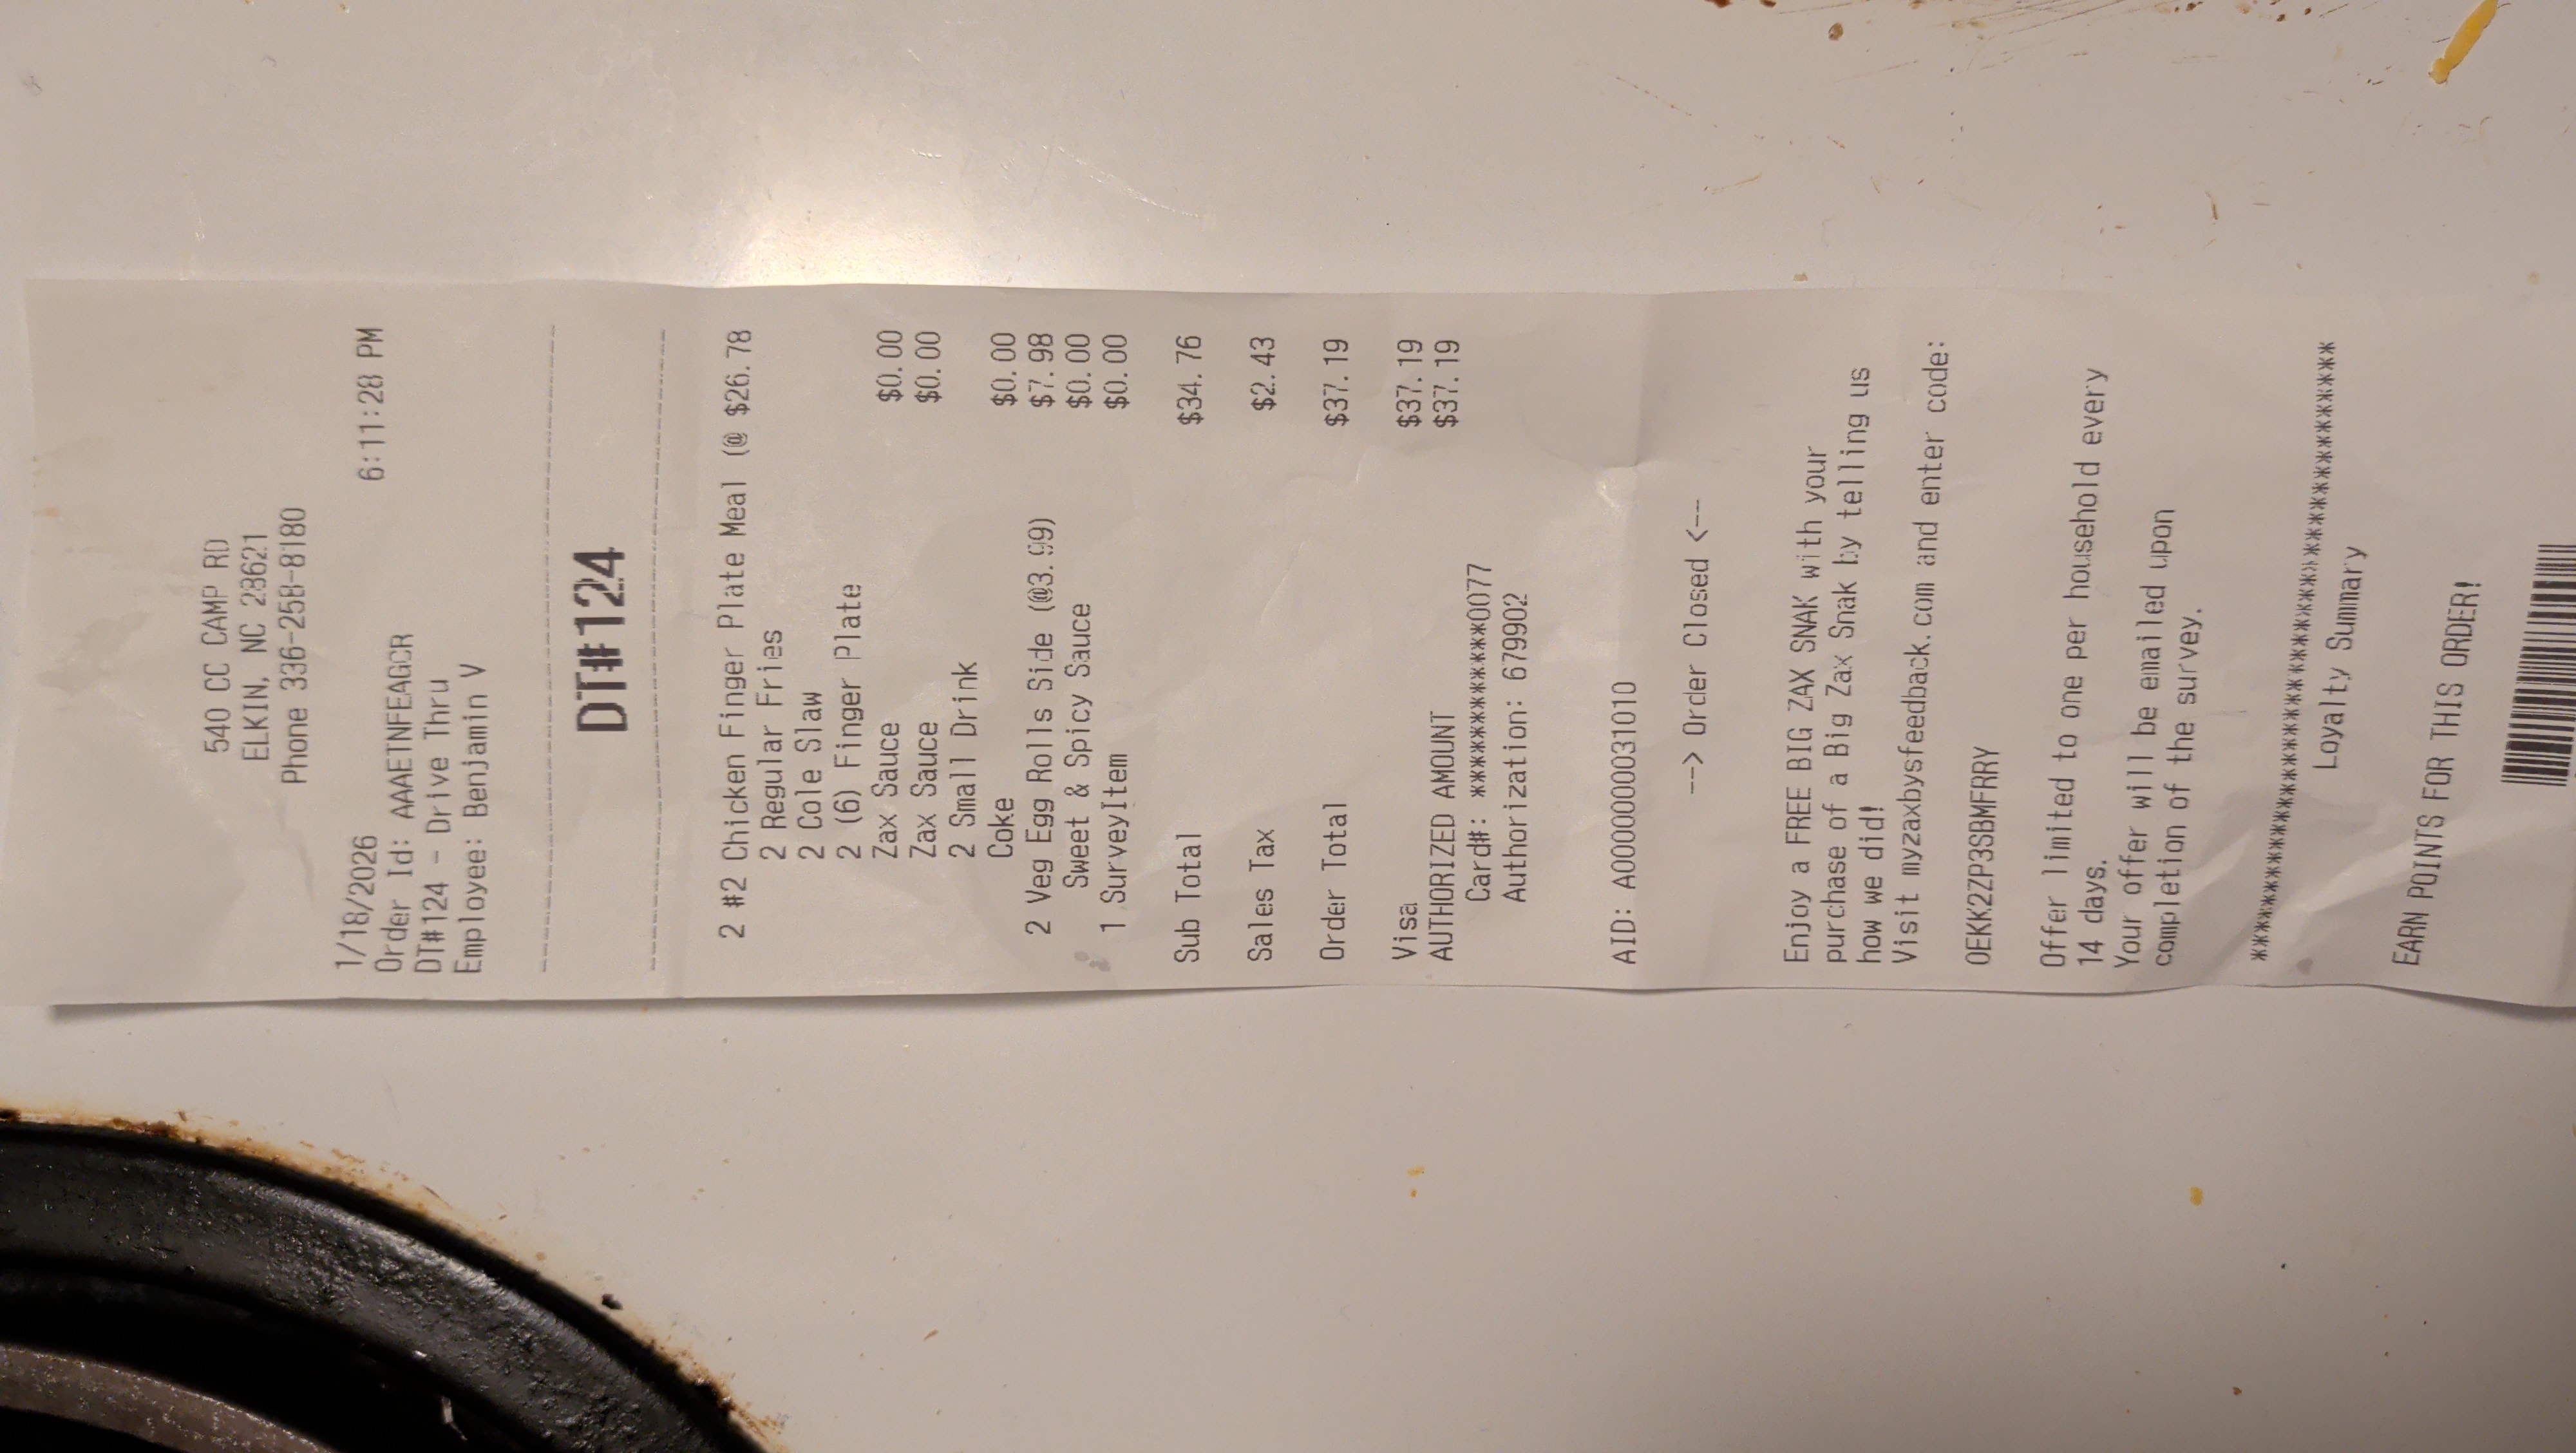 540 CC CAMP RD
ELKIN, NC 28621
Phone 336-258-8180
1/18/2026 6:11:28 PM
Order Id: AAAETNFEAGCR
DT#124 - Drive Thru
Employee: Benjamin V
DT#124
2 #2 Chicken Finger Plate Meal (@ $26.78
2 Regular Fries
2 Cole Slaw
2 (6) Finger Plate
Zax Sauce $0.00
Zax Sauce $0.00
2 Small Drink
Coke $0.00
2 Veg Egg Rolls Side (@3.99) $7.98
Sweet & Spicy Sauce $0.00
1 SurveyItem $0.00
Sub Total $34.76
Sales Tax $2.43
Order Total $37.19
Visa $37.19
AUTHORIZED AMOUNT $37.19
Card#: ************0077
Authorization: 679902
AID: A0000000031010
--> Order Closed <--
Enjoy a FREE BIG ZAX SNAK with your
purchase of a Big Zax Snak by telling us
how we did!
Visit myzaxbysfeedback.com and enter code:
OEKK2ZP3SBMFRRY
Offer limited to one per household every
14 days.
Your offer will be emailed upon
completion of the survey.
****************************************
Loyalty Summary
EARN POINTS FOR THIS ORDER!